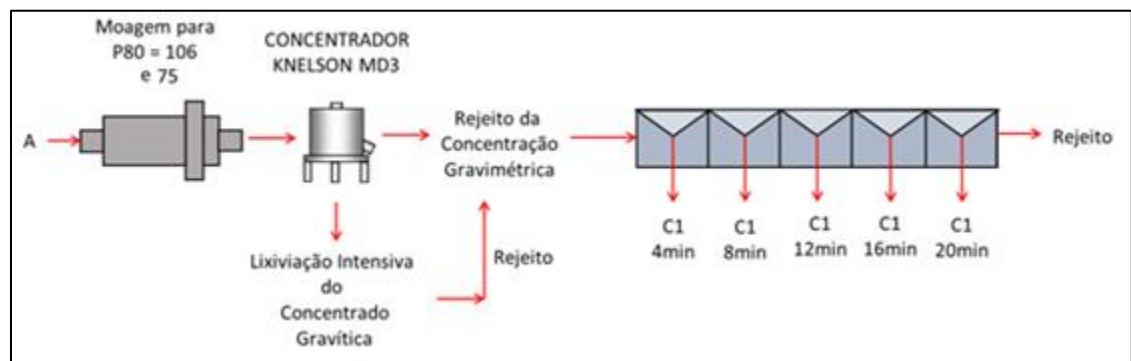 Moagem para
P80 = 106
e 75
CONCENTRADOR
KNELSON MD3
A
Rejeito da
Concentração
Gravimétrica
Rejeito
C1
4min
C1
8min
C1
12min
C1
16min
C1
20min
Lixiviação Intensiva
do
Concentrado
Gravítica
Rejeito